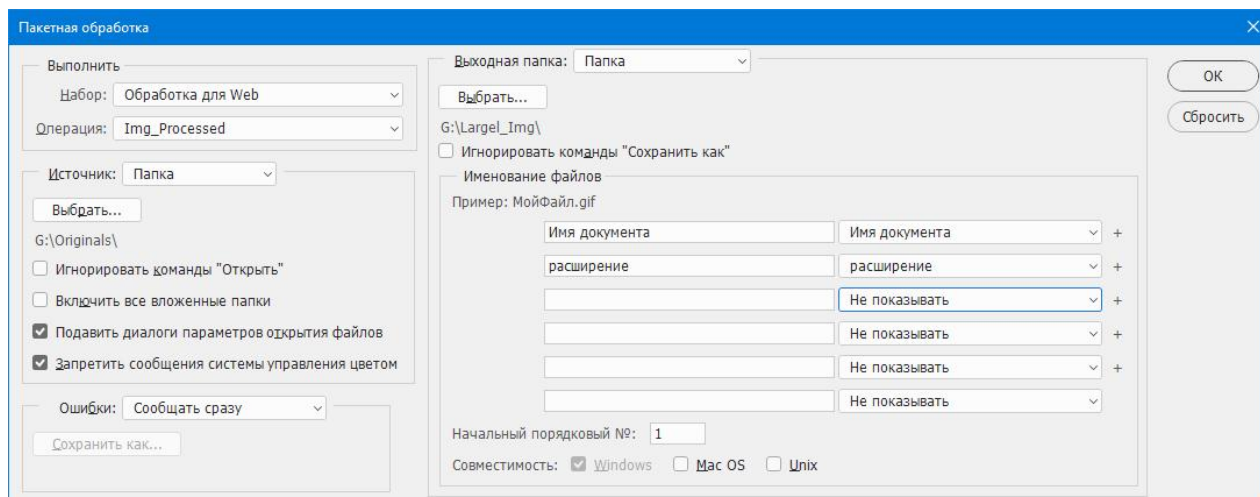 Пакетная обработка
Выполнить
Набор: Обработка для Web
Операция: Img_Processed
Источник: Папка
Выбрать...
G:\Originals\
Игнорировать команды "Открыть"
Включить все вложенные папки
Подавить диалоги параметров открытия файлов
Запретить сообщения системы управления цветом
Ошибки: Сообщать сразу
Сохранить как...
Выходная папка: Папка
Выбрать...
G:\Largel_Img\
Игнорировать команды "Сохранить как"
Именование файлов
Пример: МойФайл.gif
Имя документа Имя документа +
расширение расширение +
Не показывать +
Не показывать +
Не показывать +
Не показывать
Начальный порядковый №: 1
Совместимость: Windows Mac OS Unix
OK
Сбросить